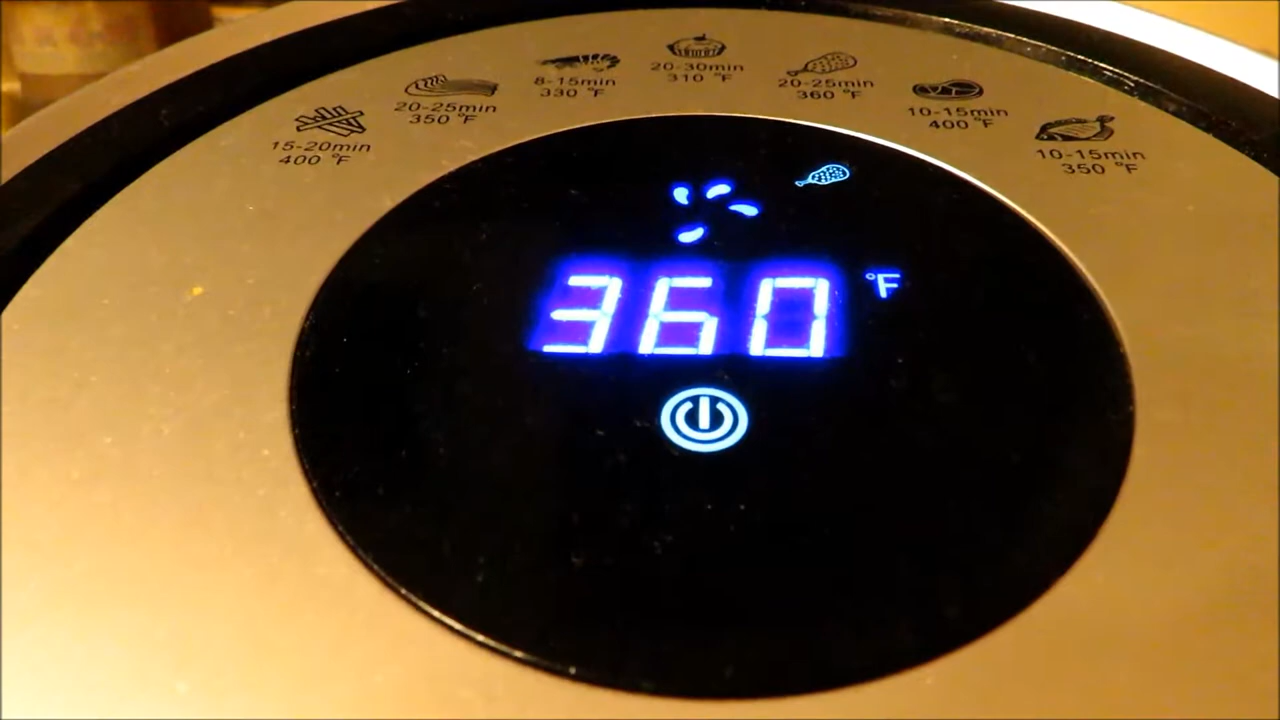 15-20min
400 °F
20-25min
350 °F
8-15min
330 °F
20-30min
310 °F
20-25min
360 °F
10-15min
400 °F
10-15min
350 °F
360 °F